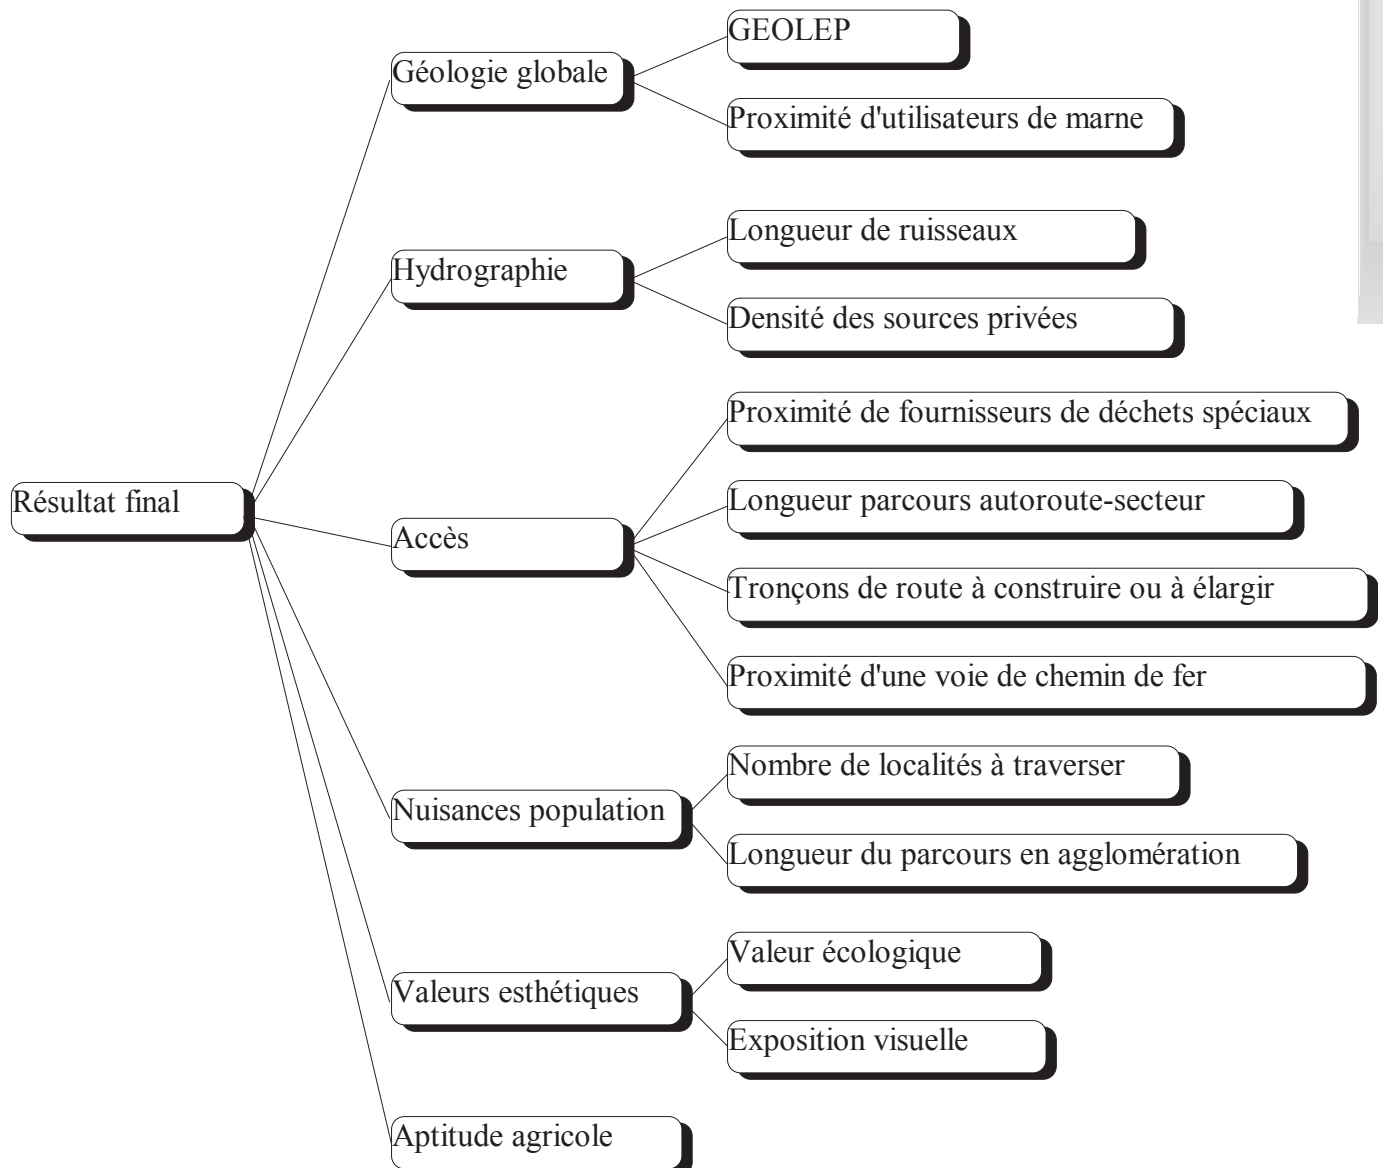 Résultat final
Géologie globale
GEOLEP
Proximité d'utilisateurs de marne
Hydrographie
Longueur de ruisseaux
Densité des sources privées
Accès
Proximité de fournisseurs de déchets spéciaux
Longueur parcours autoroute-secteur
Tronçons de route à construire ou à élargir
Proximité d'une voie de chemin de fer
Nuisances population
Nombre de localités à traverser
Longueur du parcours en agglomération
Valeurs esthétiques
Valeur écologique
Exposition visuelle
Aptitude agricole